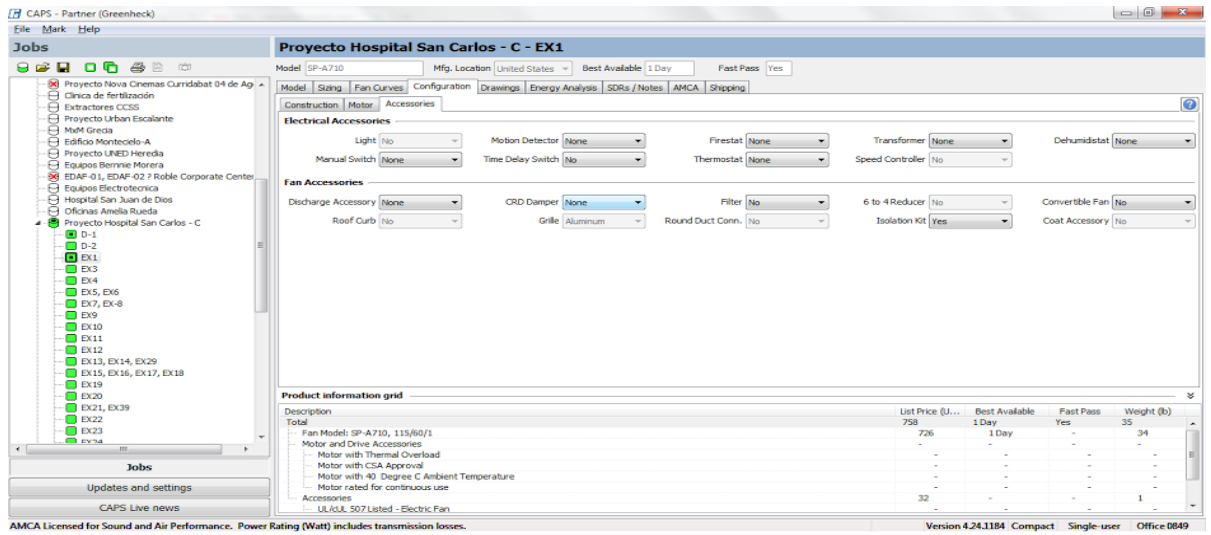 CAPS - Partner (Greenheck)
File Mark Help
Jobs
Proyecto Hospital San Carlos - C - EX1
Model SP-A710 Mfg. Location United States Best Available 1 Day Fast Pass Yes
Proyecto Nova Cinemas Curridabat 04 de Ago
Clinica de fertilización
Extractores CCSS
Proyecto Urban Escalante
MxM Grecia
Edificio Montecielo-A
Proyecto UNED Heredia
Equipos Bernnie Morera
EDAF-01, EDAF-02 ? Roble Corporate Center
Equipos Electrotecnica
Hospital San Juan de Dios
Oficinas Amelia Rueda
Proyecto Hospital San Carlos - C
D-1
D-2
EX1
EX3
EX4
EX5, EX6
EX7, EX-8
EX9
EX10
EX11
EX12
EX13, EX14, EX29
EX15, EX16, EX17, EX18
EX19
EX20
EX21, EX39
EX22
EX23
EX24
Jobs
Updates and settings
CAPS Live news
Model Sizing Fan Curves Configuration Drawings Energy Analysis SDRs / Notes AMCA Shipping
Construction Motor Accessories
Electrical Accessories
Light No Motion Detector None Firestat None Transformer None Dehumidistat None
Manual Switch None Time Delay Switch No Thermostat None Speed Controller No
Fan Accessories
Discharge Accessory None CRD Damper None Filter No 6 to 4 Reducer No Convertible Fan No
Roof Curb No Grille Aluminum Round Duct Conn. No Isolation Kit Yes Coat Accessory No
Product information grid
Description List Price (U... Best Available Fast Pass Weight (lb)
Total 758 1 Day Yes 35
Fan Model: SP-A710, 115/60/1 726 1 Day - 34
Motor and Drive Accessories - - - -
Motor with Thermal Overload - - - -
Motor with CSA Approval - - - -
Motor with 40 Degree C Ambient Temperature - - - -
Motor rated for continuous use - - - -
Accessories 32 - - 1
UL/cUL 507 Listed - Electric Fan - - - -
AMCA Licensed for Sound and Air Performance. Power Rating (Watt) includes transmission losses. Version 4.24.1184 Compact Single-user Office 0849